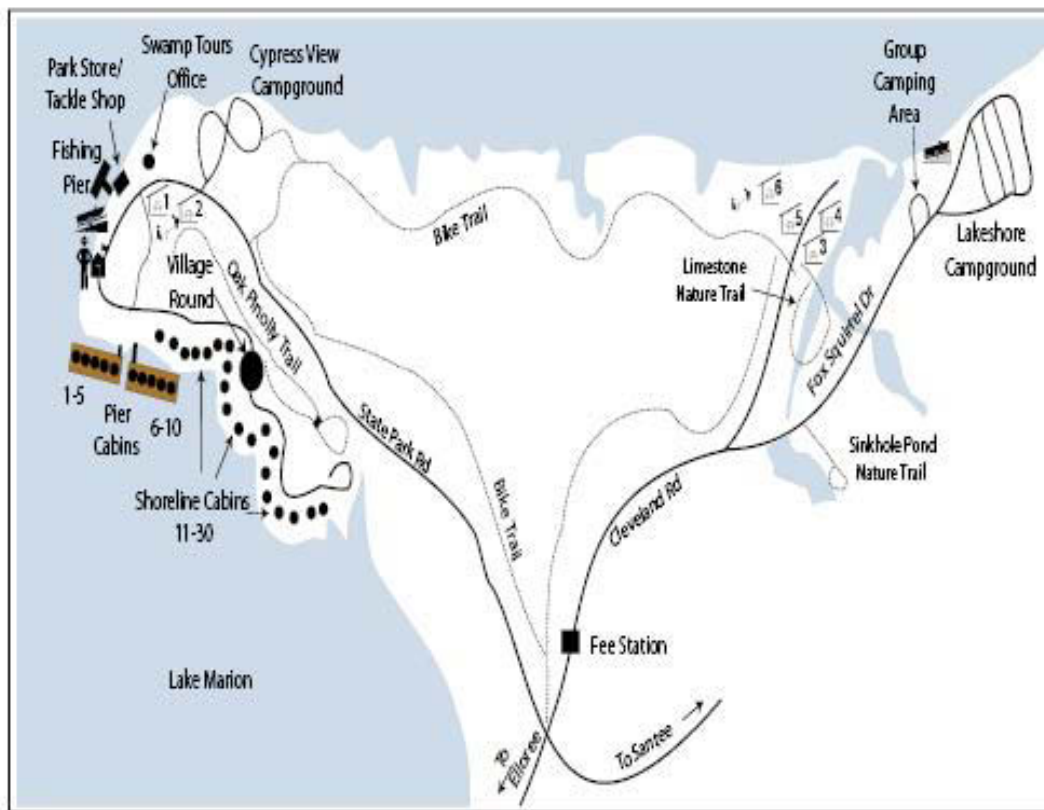 Swamp Tours
Office
Cypress View
Campground
Park Store/
Tackle Shop
Fishing
Pier
Group
Camping
Area
1
2
6
5
4
3
Bike Trail
Lakeshore
Campground
Limestone
Nature Trail
Village
Round
Oak Pinolly Trail
Fox Squirrel Dr
1-5
Pier
Cabins
6-10
State Park Rd
Sinkhole Pond
Nature Trail
Shoreline Cabins
11-30
Bike Trail
Cleveland Rd
Fee Station
Lake Marion
To
Elloree
To Santee